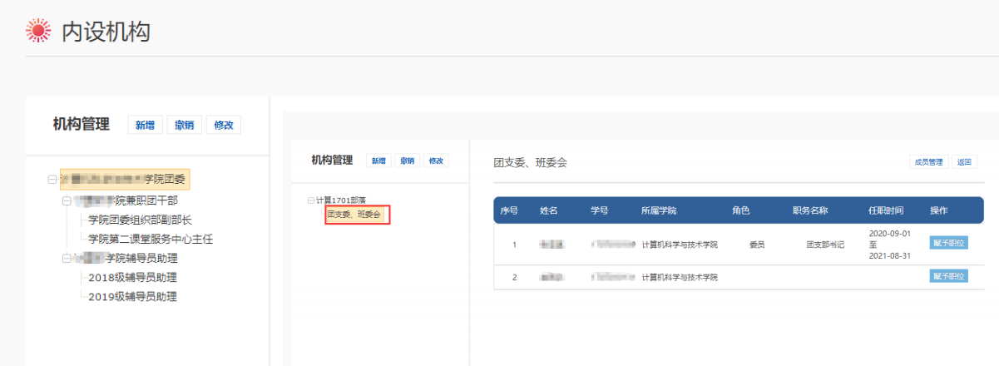 内设机构
机构管理 新增 撤销 修改
学院团委
院兼职团干部
学院团委组织部副部长
学院第二课堂服务中心主任
学院辅导员助理
2018级辅导员助理
2019级辅导员助理
机构管理 新增 撤销 修改
计算1701部落
团支委、班委会
团支委、班委会 成员管理 返回
序号 姓名 学号 所属学院 角色 职务名称 任职时间 操作
1 计算机科学与技术学院 委员 团支部书记 2020-09-01 至 2021-08-31 赋予职位
2 计算机科学与技术学院 赋予职位